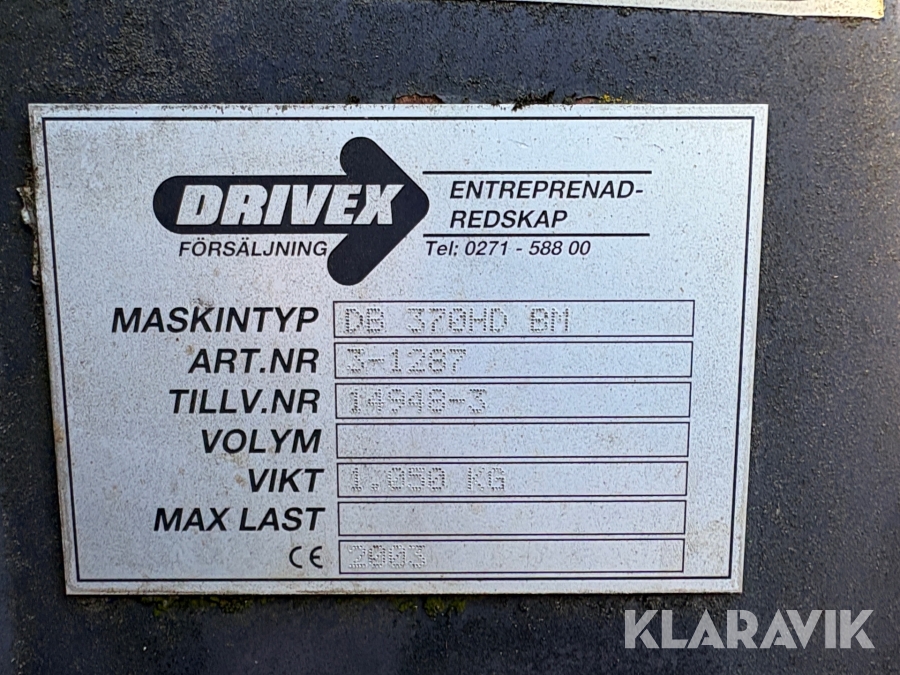 DRIVEX
FÖRSÄLJNING
ENTREPRENAD-
REDSKAP
Tel: 0271 - 588 00
MASKINTYP DB 370HD BM
ART.NR 3-1287
TILLV.NR 14948-3
VOLYM
VIKT 1.050 KG
MAX LAST
CE 2003
KLARAVIK